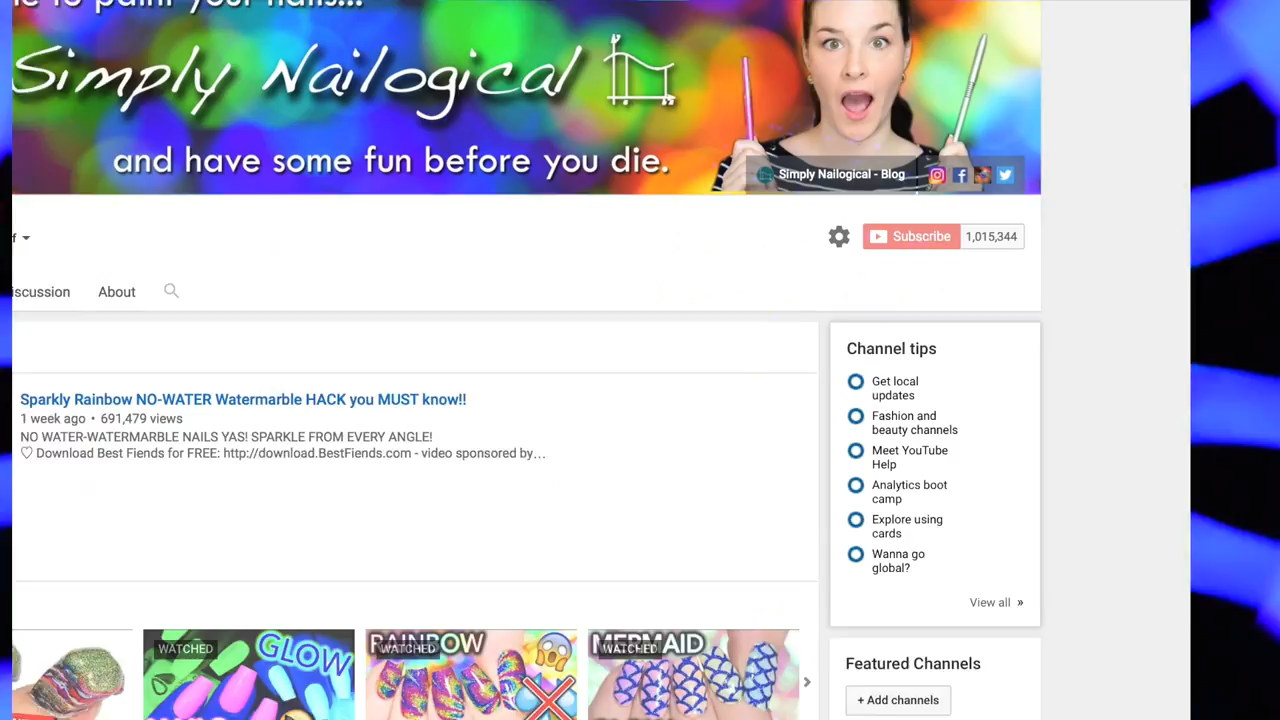 to paint your nails...
Simply Nailogical
and have some fun before you die.
Simply Nailogical - Blog
Subscribe 1,015,344
iscussion About
Channel tips
Get local
updates
Fashion and
beauty channels
Meet YouTube
Help
Analytics boot
camp
Explore using
cards
Wanna go
global?
View all »
Sparkly Rainbow NO-WATER Watermarble HACK you MUST know!!
1 week ago • 691,479 views
NO WATER-WATERMARBLE NAILS YAS! SPARKLE FROM EVERY ANGLE!
♡ Download Best Fiends for FREE: http://download.BestFiends.com - video sponsored by…
WATCHED
GLOW
RAINBOW
WATCHED
MERMAID
WATCHED
Featured Channels
+ Add channels